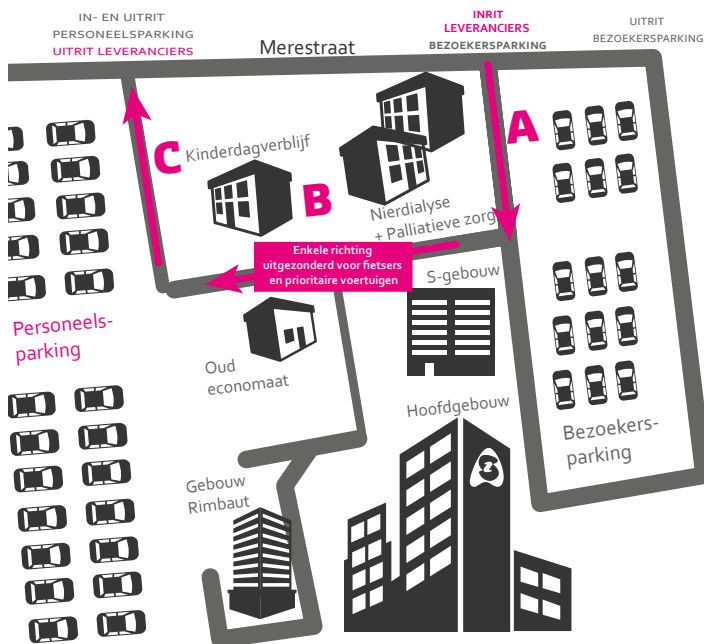 IN- EN UITRIT
PERSONEELSPARKING
UITRIT LEVERANCIERS
Merestraat
INRIT
LEVERANCIERS
BEZOEKERSPARKING
UITRIT
BEZOEKERSPARKING
A
C
Kinderdagverblijf
B
Nierdialyse
+ Palliatieve zorg
Enkele richting
uitgezonderd voor fietsers
en prioritaire voertuigen
S-gebouw
Personeels-
parking
Oud
economaat
Hoofdgebouw
Bezoekers-
parking
Gebouw
Rimbaut